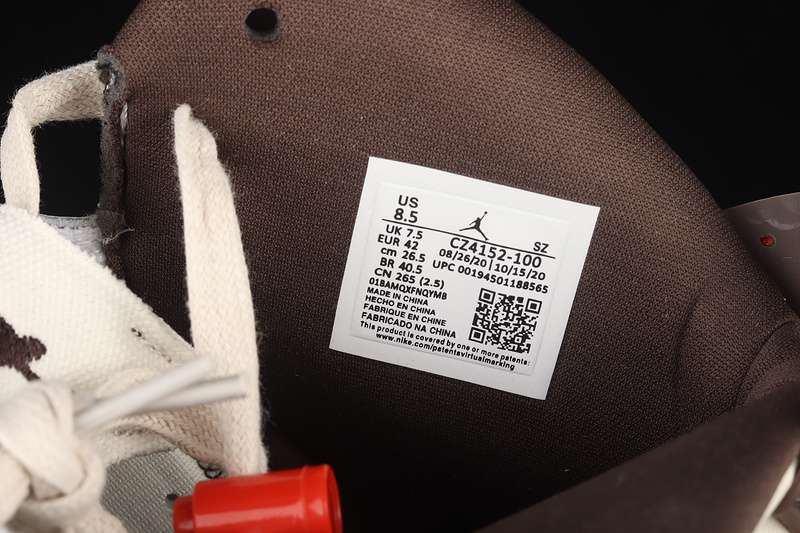 US
8.5
SZ
UK 7.5
CZ4152-100
EUR 42
08/26/20 | 10/15/20
cm 26.5
UPC 00194501188565
BR 40.5
CN 265 (2.5)
01BAMQXFNQYMB
MADE IN CHINA
HECHO EN CHINA
FABRIQUE EN CHINE
FABRICADO NA CHINA
This product is covered by one or more patents:
www.nike.com/patentsvirtualmarking